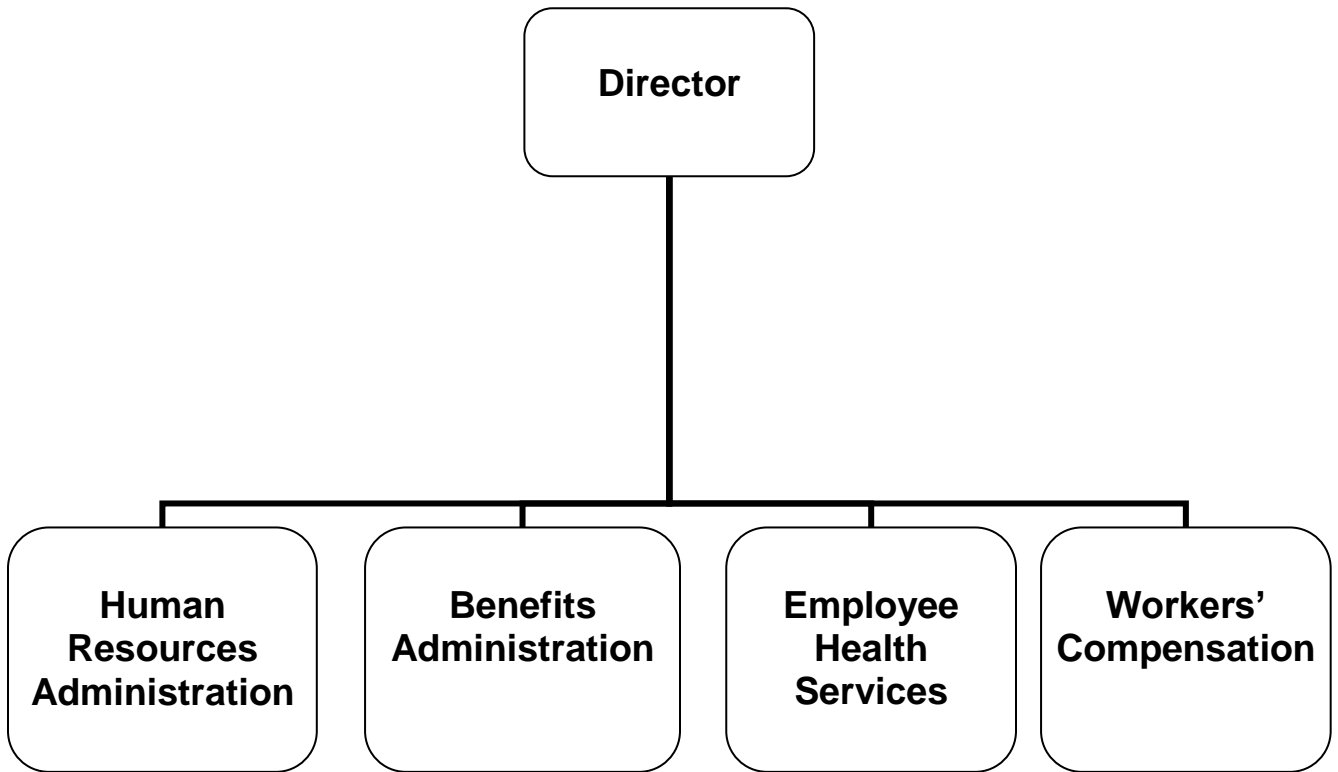 Director
Human
Resources
Administration
Benefits
Administration
Employee
Health
Services
Workers’
Compensation